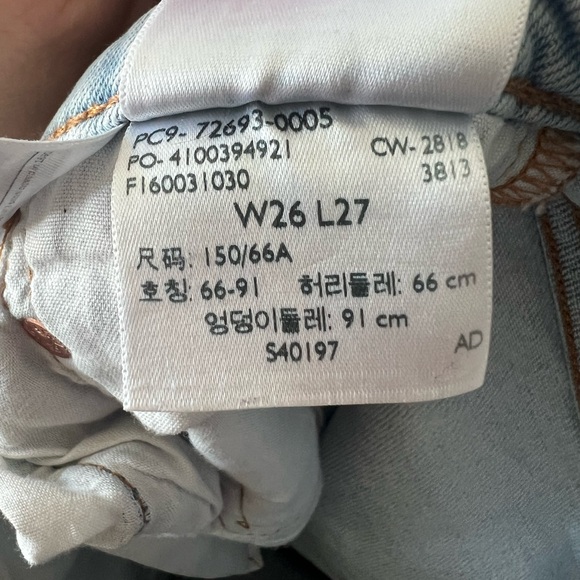 PC9- 72693-0005
PO- 4100394921 CW- 2818
F160031030 3813
W26 L27
尺码: 150/66A
호칭: 66-91 허리둘레: 66 cm
엉덩이둘레: 91 cm
S40197 AD